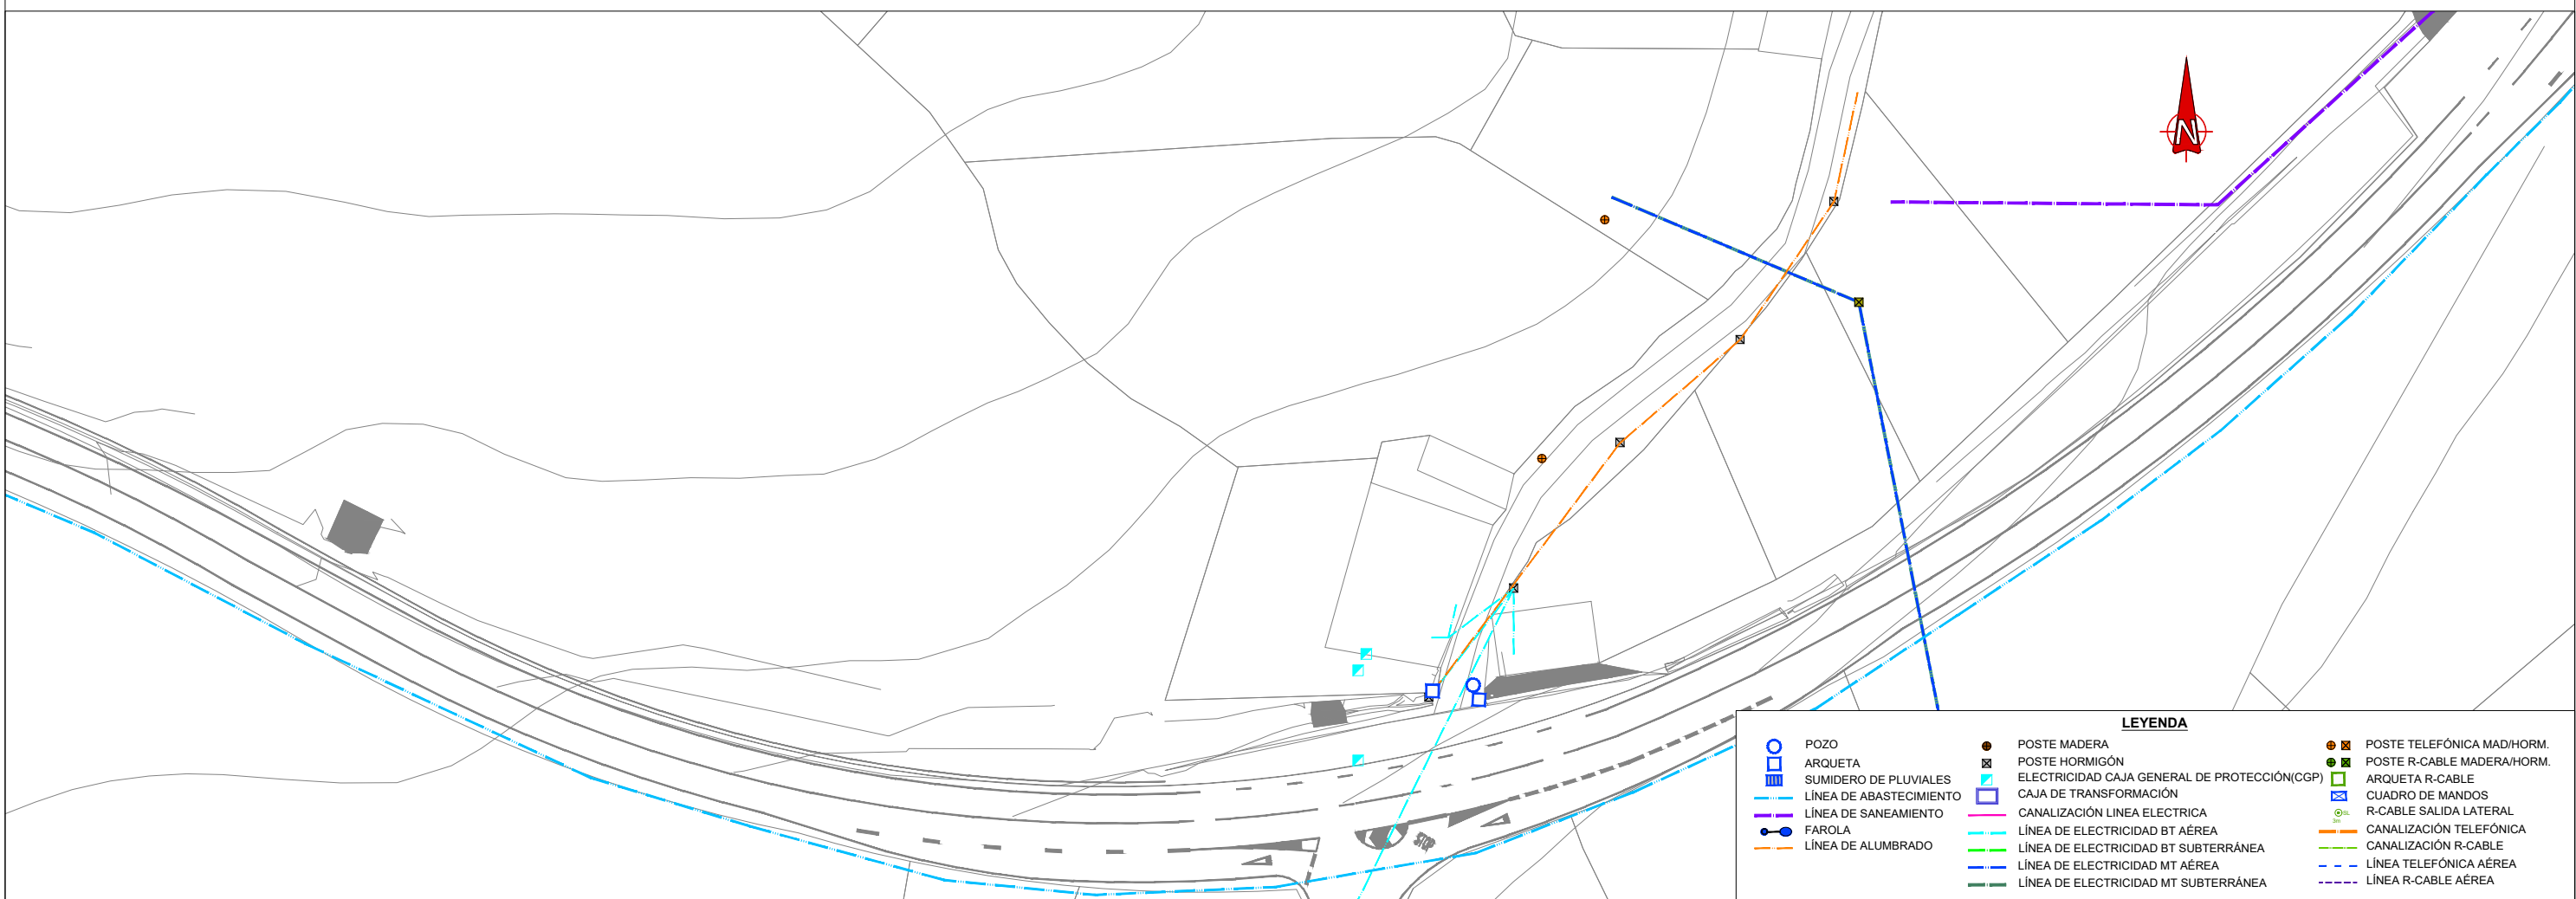 N
LEYENDA
POZO
ARQUETA
SUMIDERO DE PLUVIALES
LÍNEA DE ABASTECIMIENTO
LÍNEA DE SANEAMIENTO
FAROLA
LÍNEA DE ALUMBRADO
POSTE MADERA
POSTE HORMIGÓN
ELECTRICIDAD CAJA GENERAL DE PROTECCIÓN(CGP)
CAJA DE TRANSFORMACIÓN
CANALIZACIÓN LINEA ELECTRICA
LÍNEA DE ELECTRICIDAD BT AÉREA
LÍNEA DE ELECTRICIDAD BT SUBTERRÁNEA
LÍNEA DE ELECTRICIDAD MT AÉREA
LÍNEA DE ELECTRICIDAD MT SUBTERRÁNEA
POSTE TELEFÓNICA MAD/HORM.
POSTE R-CABLE MADERA/HORM.
ARQUETA R-CABLE
CUADRO DE MANDOS
R-CABLE SALIDA LATERAL
CANALIZACIÓN TELEFÓNICA
CANALIZACIÓN R-CABLE
LÍNEA TELEFÓNICA AÉREA
LÍNEA R-CABLE AÉREA